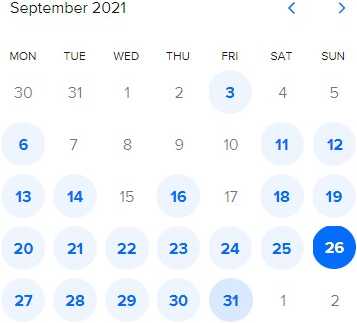 September 2021
MON TUE WED THU FRI SAT SUN
30 31 1 2 3 4 5
6 7 8 9 10 11 12
13 14 15 16 17 18 19
20 21 22 23 24 25 26
27 28 29 30 31 1 2